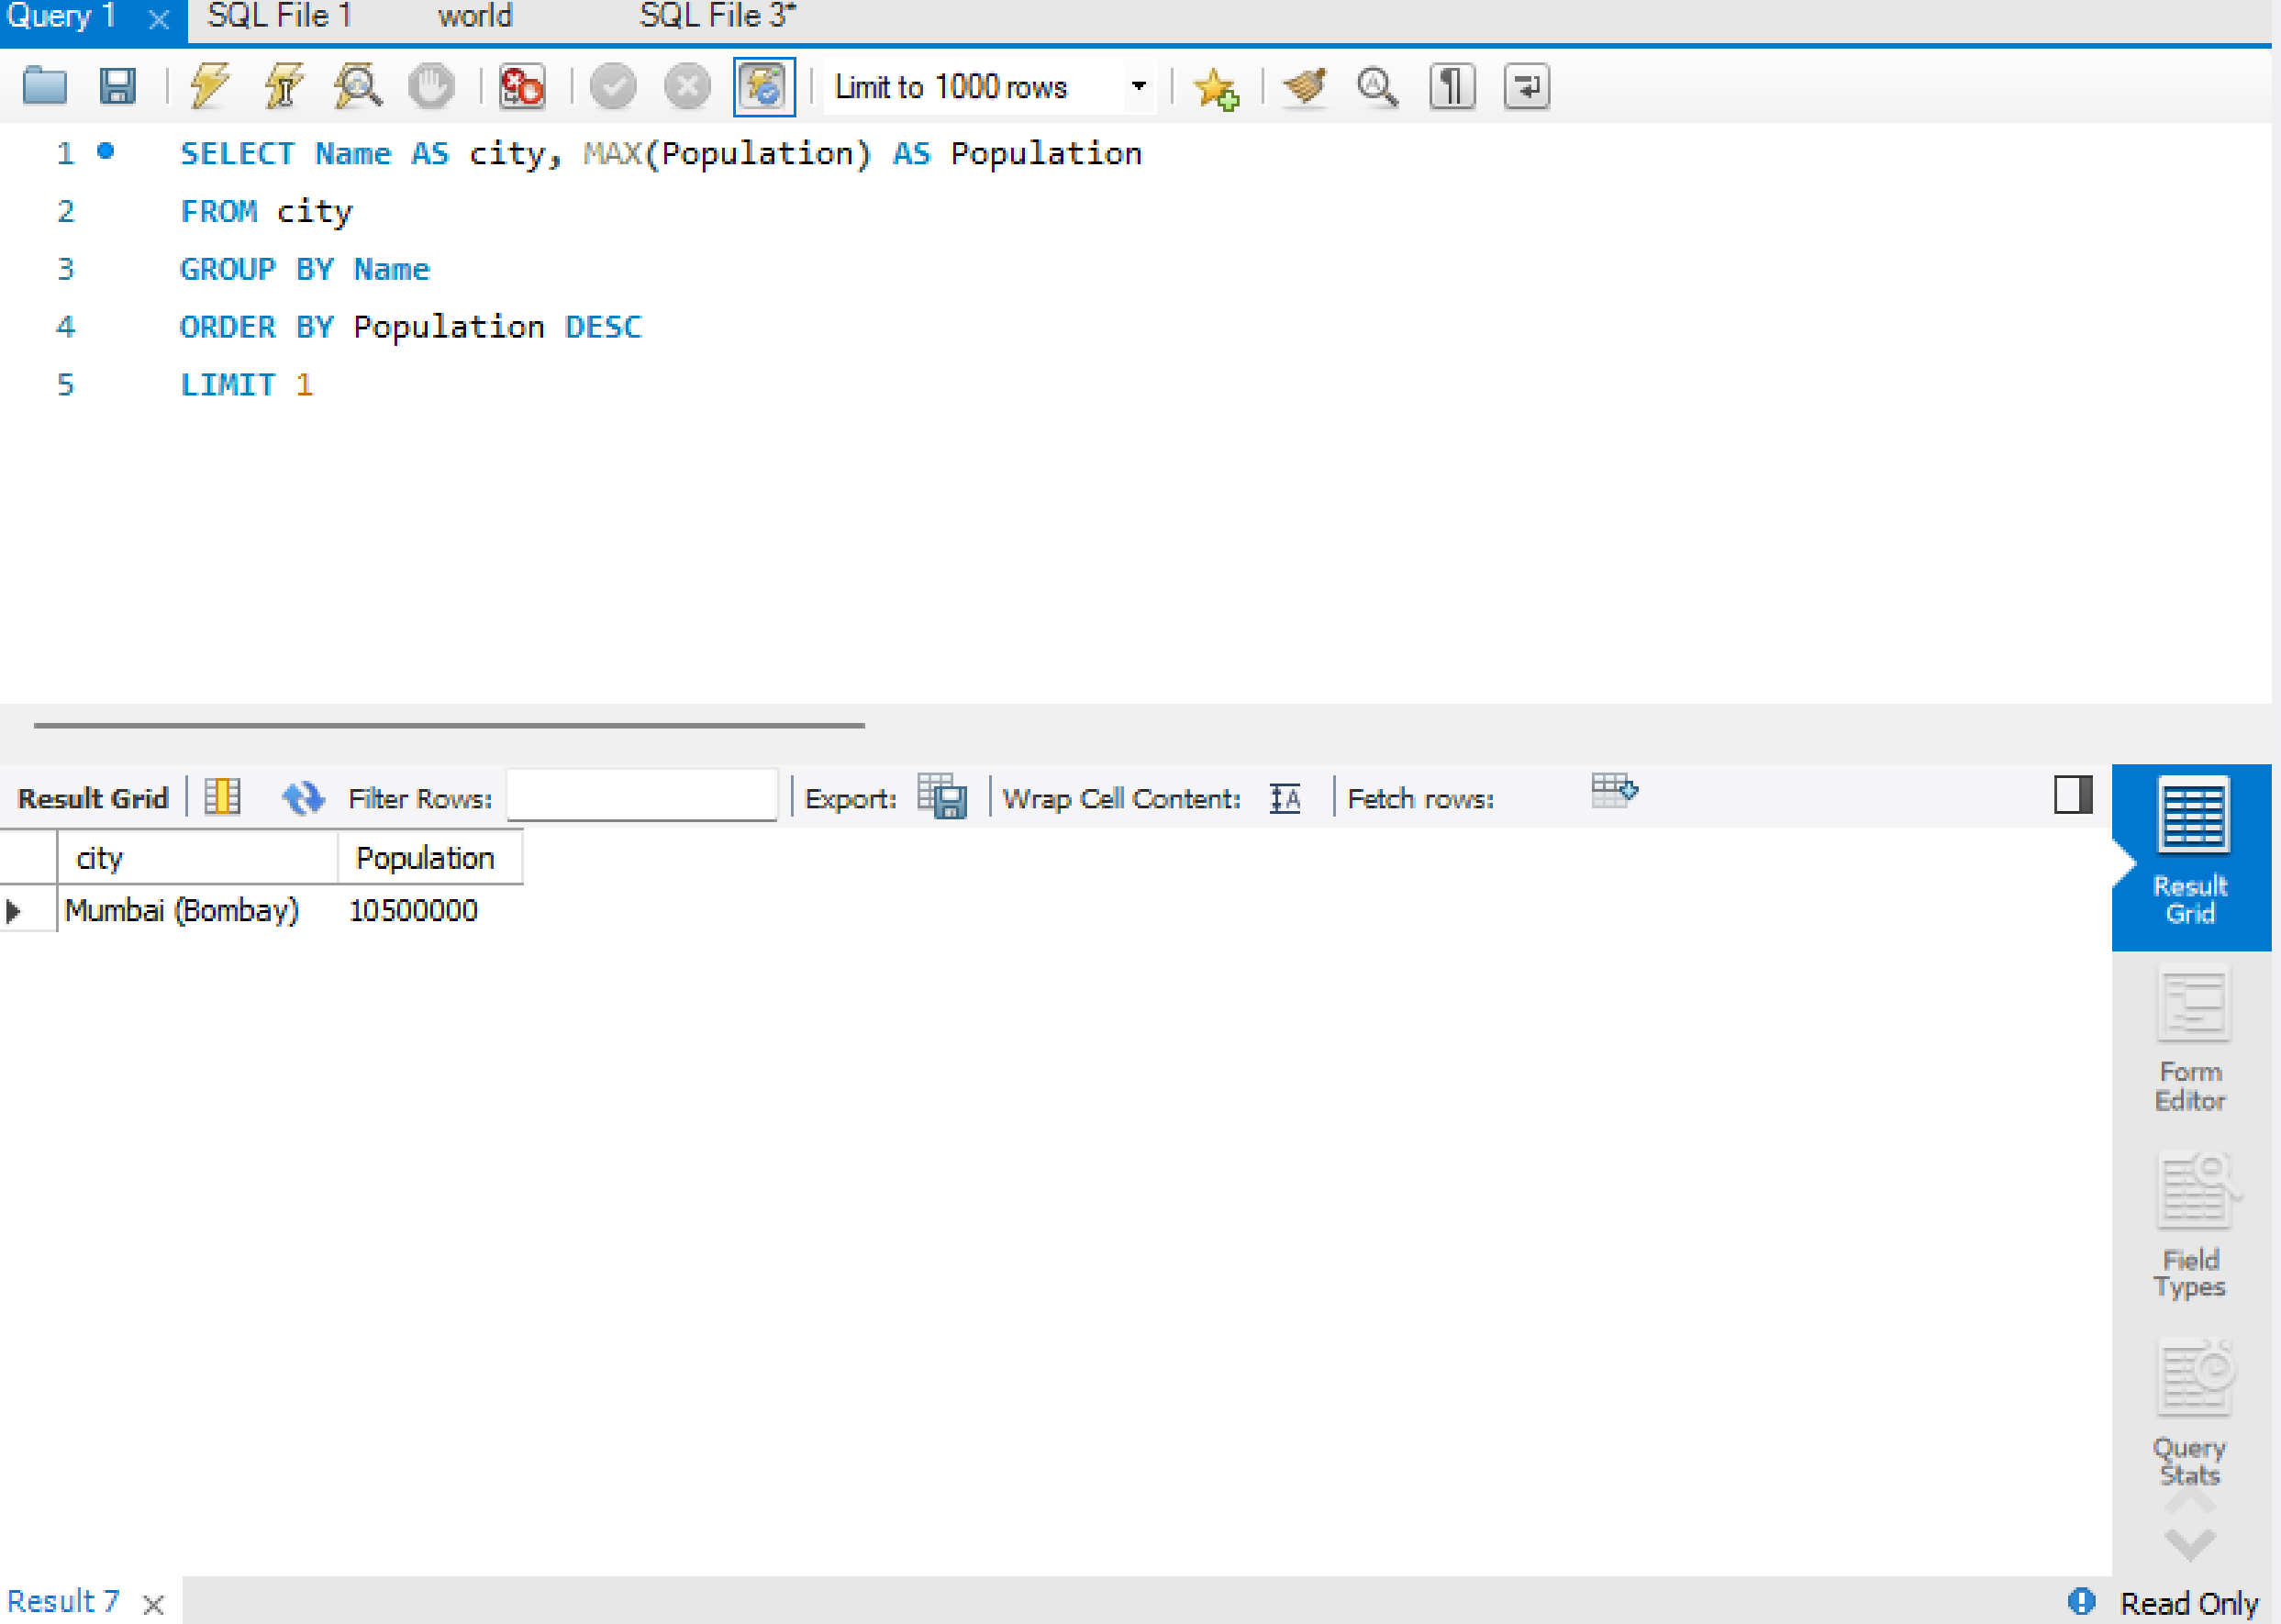 Query 1 SQL File 1 world SQL File 3*
Limit to 1000 rows
1 SELECT Name AS city, MAX(Population) AS Population
2 FROM city
3 GROUP BY Name
4 ORDER BY Population DESC
5 LIMIT 1
Result Grid Filter Rows: Export: Wrap Cell Content: Fetch rows:
city Population
Mumbai (Bombay) 10500000
Result
Grid
Form
Editor
Field
Types
Query
Stats
Result 7 Read Only